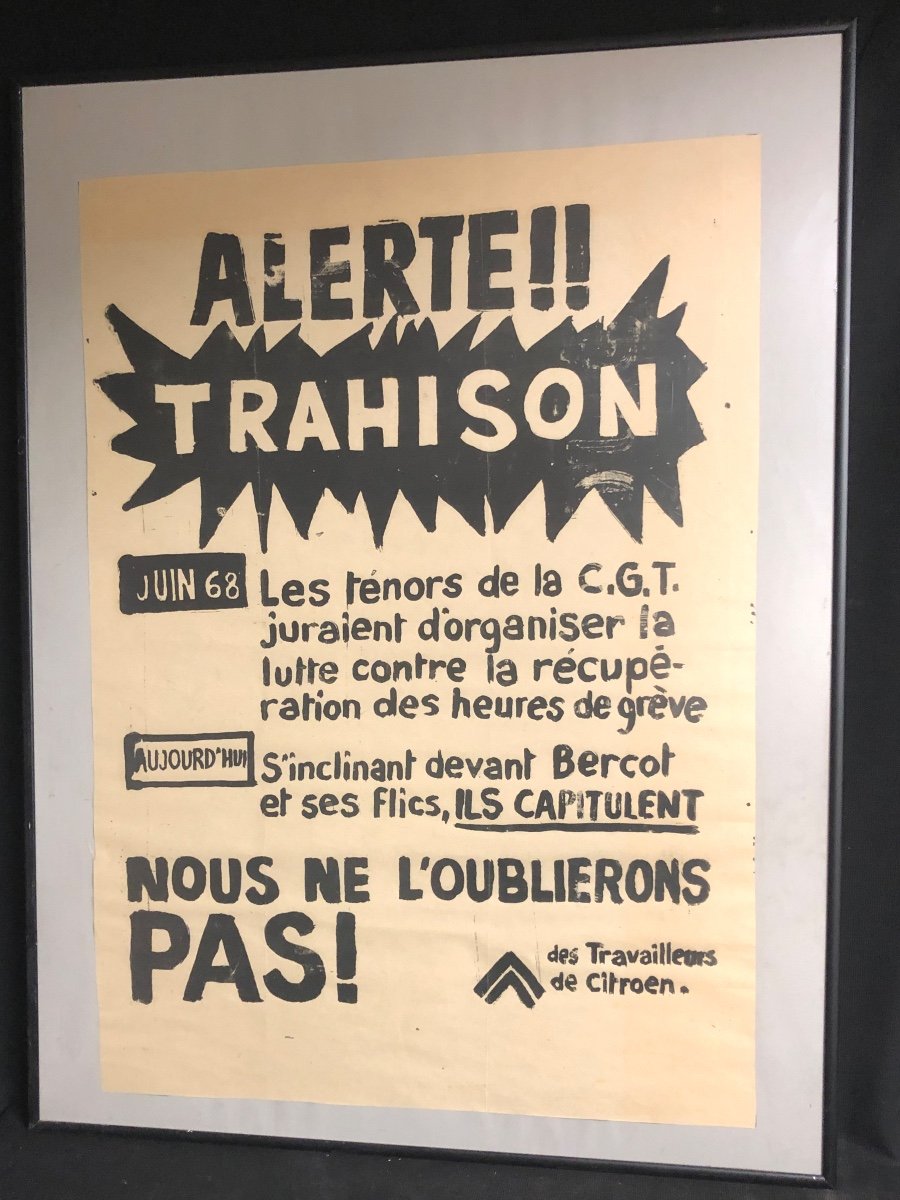 ALERTE!!
TRAHISON
JUIN 68
Les ténors de la C.G.T.
juraient d'organiser la
lutte contre la récupé-
ration des heures de grève
AUJOURD'HUI
S'inclinant devant Bercot
et ses flics, ILS CAPITULENT
NOUS NE L'OUBLIERONS
PAS!
des Travailleurs
de Citroen.